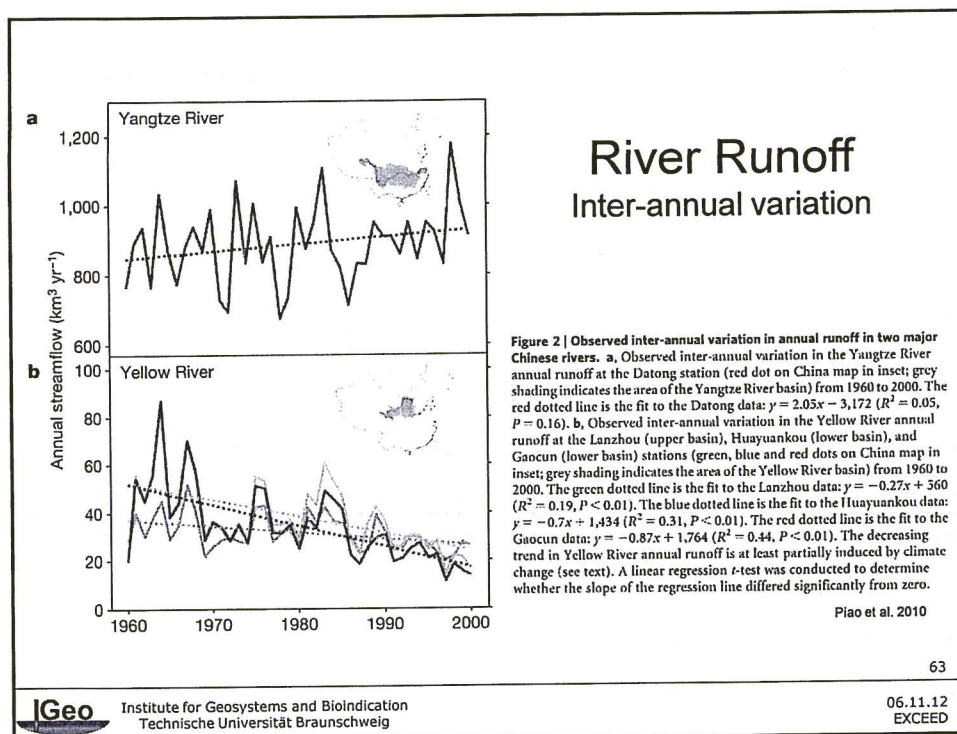 River Runoff
Inter-annual variation
a
Yangtze River
1,200
1,000
800
600
Annual streamflow (km³ yr⁻¹)
b
Yellow River
100
80
60
40
20
0
1960 1970 1980 1990 2000
Figure 2 | Observed inter-annual variation in annual runoff in two major
Chinese rivers. a, Observed inter-annual variation in the Yangtze River
annual runoff at the Datong station (red dot on China map in inset; grey
shading indicates the area of the Yangtze River basin) from 1960 to 2000. The
red dotted line is the fit to the Datong data: y = 2.05x − 3,172 (R² = 0.05,
P = 0.16). b, Observed inter-annual variation in the Yellow River annual
runoff at the Lanzhou (upper basin), Huayuankou (lower basin), and
Gaocun (lower basin) stations (green, blue and red dots on China map in
inset; grey shading indicates the area of the Yellow River basin) from 1960 to
2000. The green dotted line is the fit to the Lanzhou data: y = −0.27x + 560
(R² = 0.19, P < 0.01). The blue dotted line is the fit to the Huayuankou data:
y = −0.7x + 1,434 (R² = 0.31, P < 0.01). The red dotted line is the fit to the
Gaocun data: y = −0.87x + 1,764 (R² = 0.44, P < 0.01). The decreasing
trend in Yellow River annual runoff is at least partially induced by climate
change (see text). A linear regression t-test was conducted to determine
whether the slope of the regression line differed significantly from zero.
Piao et al. 2010
63
IGeo
Institute for Geosystems and Bioindication
Technische Universität Braunschweig
06.11.12
EXCEED